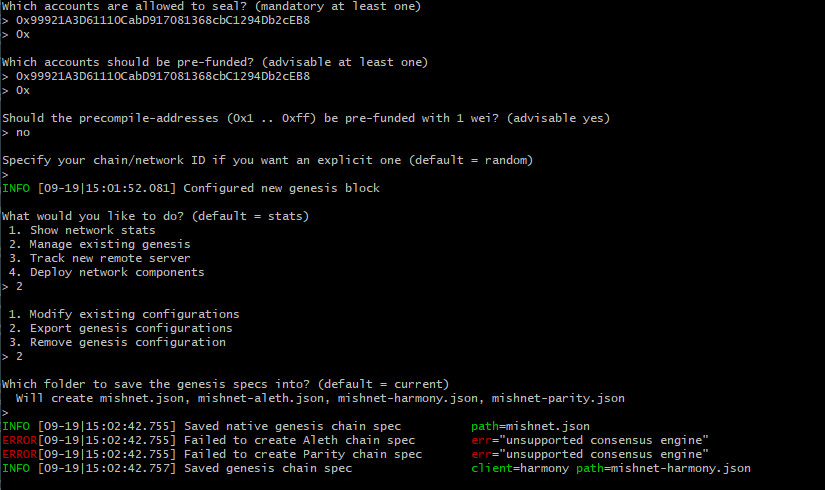 Which accounts are allowed to seal? (mandatory at least one)
> 0x99921A3D61110CabD917081368cbC1294Db2cEB8
> 0x
Which accounts should be pre-funded? (advisable at least one)
> 0x99921A3D61110CabD917081368cbC1294Db2cEB8
> 0x
Should the precompile-addresses (0x1 .. 0xff) be pre-funded with 1 wei? (advisable yes)
> no
Specify your chain/network ID if you want an explicit one (default = random)
>
INFO [09-19|15:01:52.081] Configured new genesis block
What would you like to do? (default = stats)
1. Show network stats
2. Manage existing genesis
3. Track new remote server
4. Deploy network components
> 2
1. Modify existing configurations
2. Export genesis configurations
3. Remove genesis configuration
> 2
Which folder to save the genesis specs into? (default = current)
Will create mishnet.json, mishnet-aleth.json, mishnet-harmony.json, mishnet-parity.json
>
INFO [09-19|15:02:42.755] Saved native genesis chain spec path=mishnet.json
ERROR[09-19|15:02:42.755] Failed to create Aleth chain spec err="unsupported consensus engine"
ERROR[09-19|15:02:42.755] Failed to create Parity chain spec err="unsupported consensus engine"
INFO [09-19|15:02:42.757] Saved genesis chain spec client=harmony path=mishnet-harmony.json